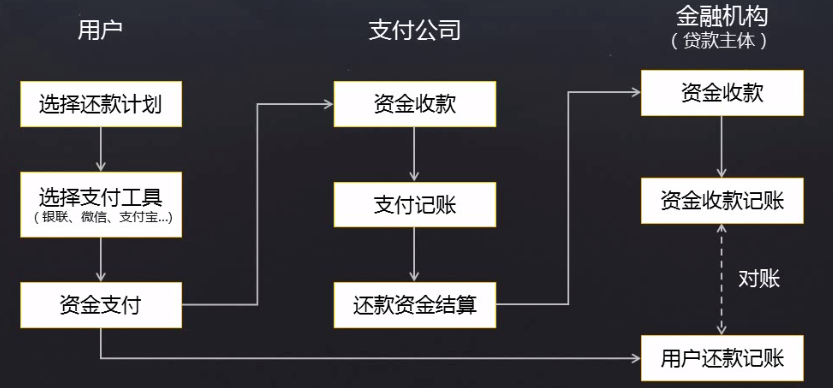 用户
选择还款计划
选择支付工具
（银联、微信、支付宝...）
资金支付
支付公司
资金收款
支付记账
还款资金结算
金融机构
（贷款主体）
资金收款
资金收款记账
对账
用户还款记账